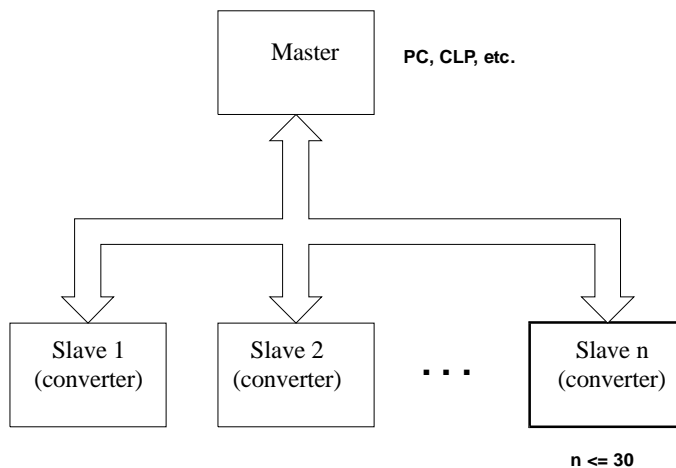 Master
PC, CLP, etc.
Slave 1
(converter)
Slave 2
(converter)
. . .
Slave n
(converter)
n <= 30